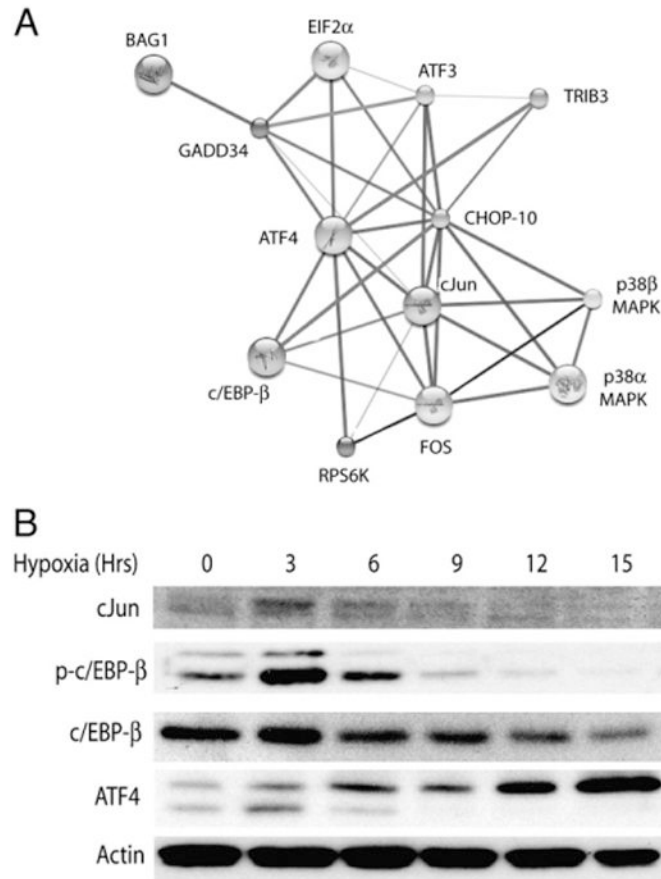 A
BAG1
EIF2α
ATF3
TRIB3
GADD34
CHOP-10
ATF4
cJun
p38β
MAPK
p38α
MAPK
c/EBP-β
FOS
RPS6K
B
Hypoxia (Hrs) 0 3 6 9 12 15
cJun
p-c/EBP-β
c/EBP-β
ATF4
Actin